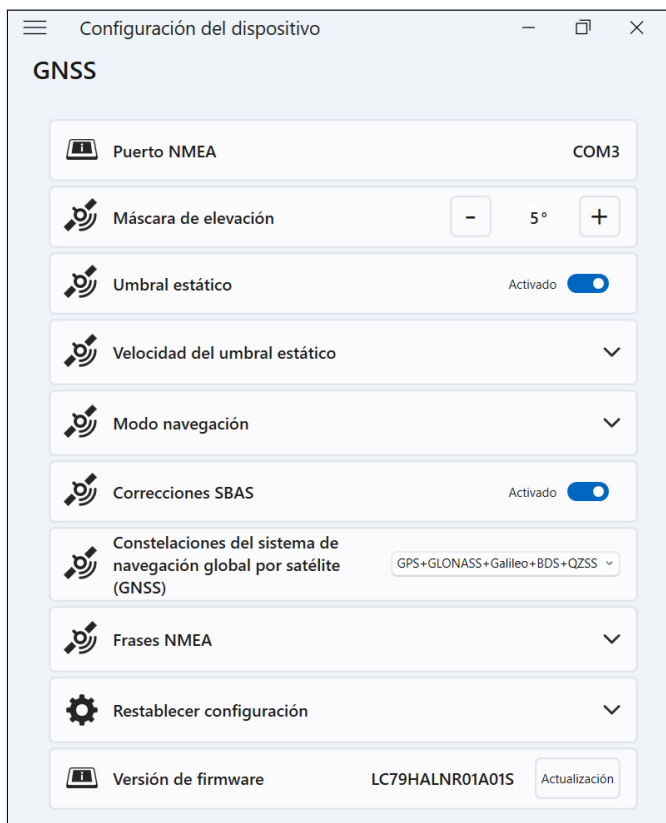 Configuración del dispositivo
GNSS
Puerto NMEA COM3
Máscara de elevación - 5° +
Umbral estático Activado
Velocidad del umbral estático
Modo navegación
Correcciones SBAS Activado
Constelaciones del sistema de
navegación global por satélite
(GNSS)
GPS+GLONASS+Galileo+BDS+QZSS
Frases NMEA
Restablecer configuración
Versión de firmware LC79HALNR01A01S Actualización